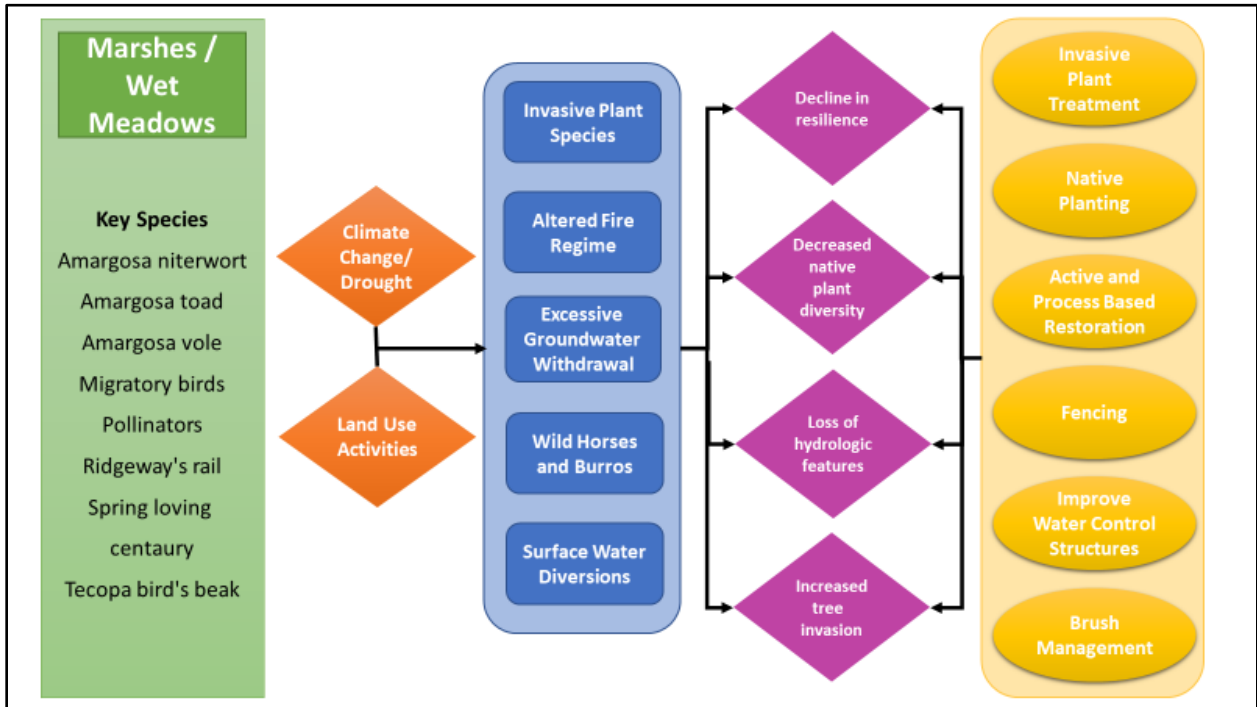 Marshes /
Wet
Meadows
Key Species
Amargosa niterwort
Amargosa toad
Amargosa vole
Migratory birds
Pollinators
Ridgeway's rail
Spring loving
centaury
Tecopa bird's beak
Climate
Change/
Drought
Land Use
Activities
Invasive Plant
Species
Altered Fire
Regime
Excessive
Groundwater
Withdrawal
Wild Horses
and Burros
Surface Water
Diversions
Decline in
resilience
Decreased
native
plant
diversity
Loss of
hydrologic
features
Increased
tree
invasion
Invasive
Plant
Treatment
Native
Planting
Active and
Process Based
Restoration
Fencing
Improve
Water Control
Structures
Brush
Management